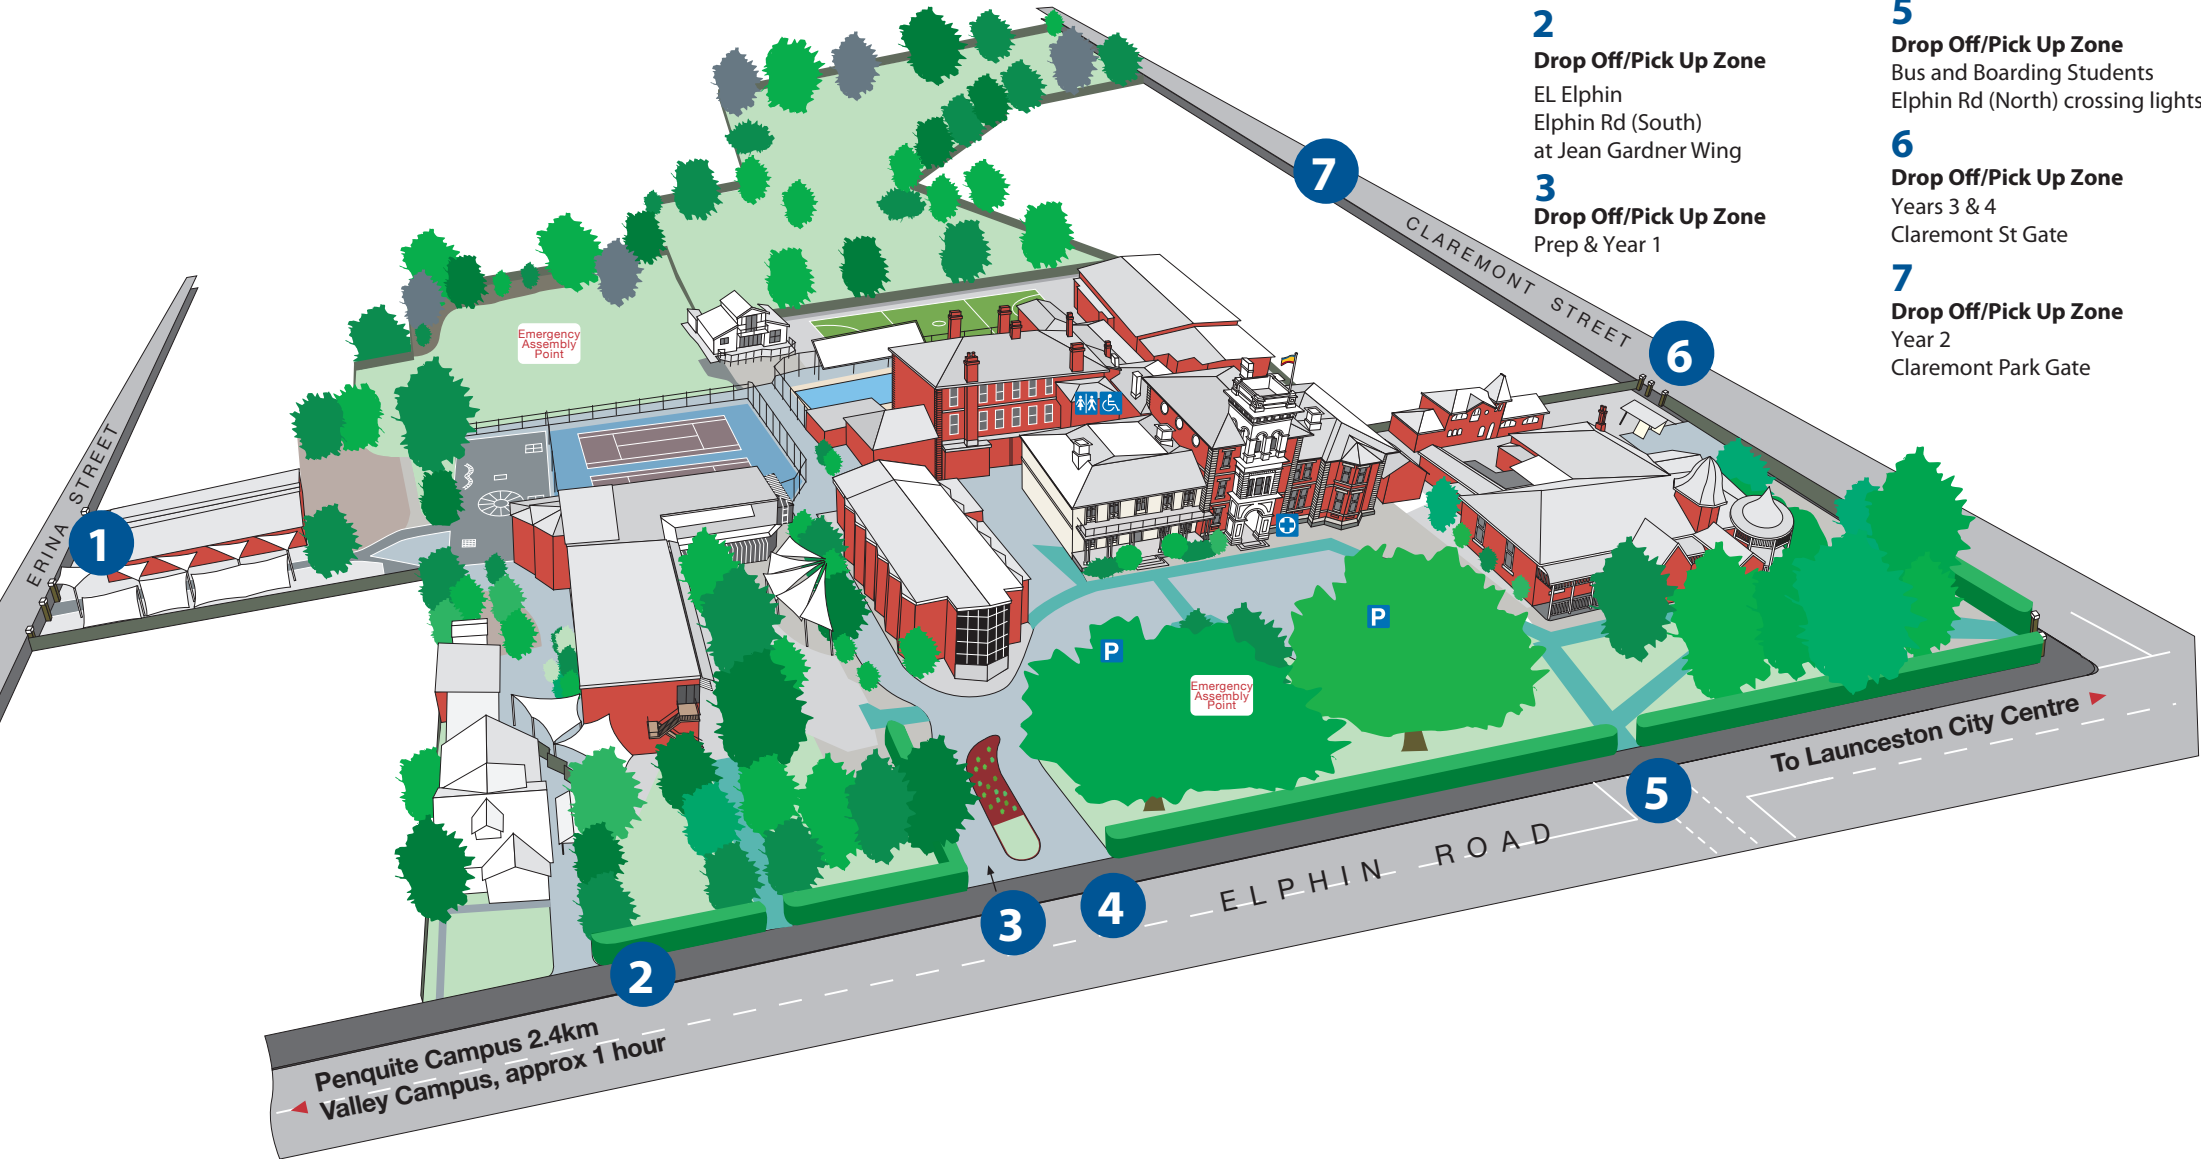 2
Drop Off/Pick Up Zone
EL Elphin
Elphin Rd (South)
at Jean Gardner Wing
3
Drop Off/Pick Up Zone
Prep & Year 1
5
Drop Off/Pick Up Zone
Bus and Boarding Students
Elphin Rd (North) crossing lights
6
Drop Off/Pick Up Zone
Years 3 & 4
Claremont St Gate
7
Drop Off/Pick Up Zone
Year 2
Claremont Park Gate
7
CLAREMONT STREET
6
Emergency
Assembly
Point
ERINA STREET
1
P
P
Emergency
Assembly
Point
To Launceston City Centre
5
ELPHIN ROAD
4
3
2
Penquite Campus 2.4km
Valley Campus, approx 1 hour